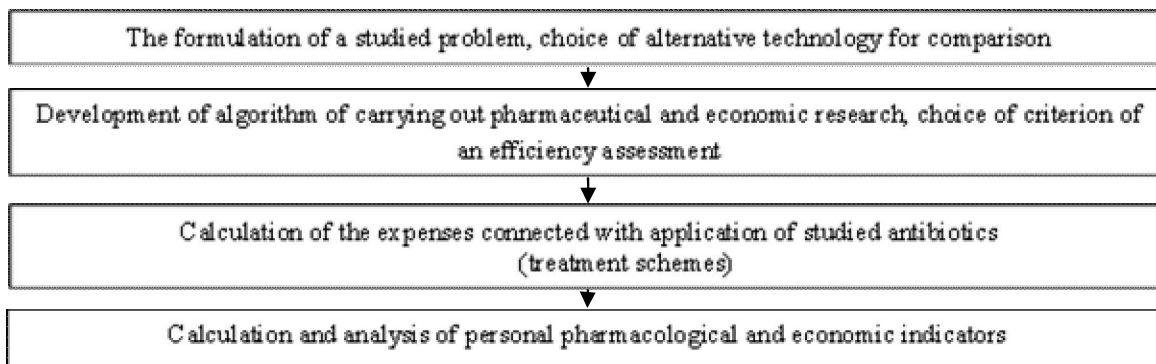 The formulation of a studied problem, choice of alternative technology for comparison
Development of algorithm of carrying out pharmaceutical and economic research, choice of criterion of
an efficiency assessment
Calculation of the expenses connected with application of studied antibiotics
(treatment schemes)
Calculation and analysis of personal pharmacological and economic indicators